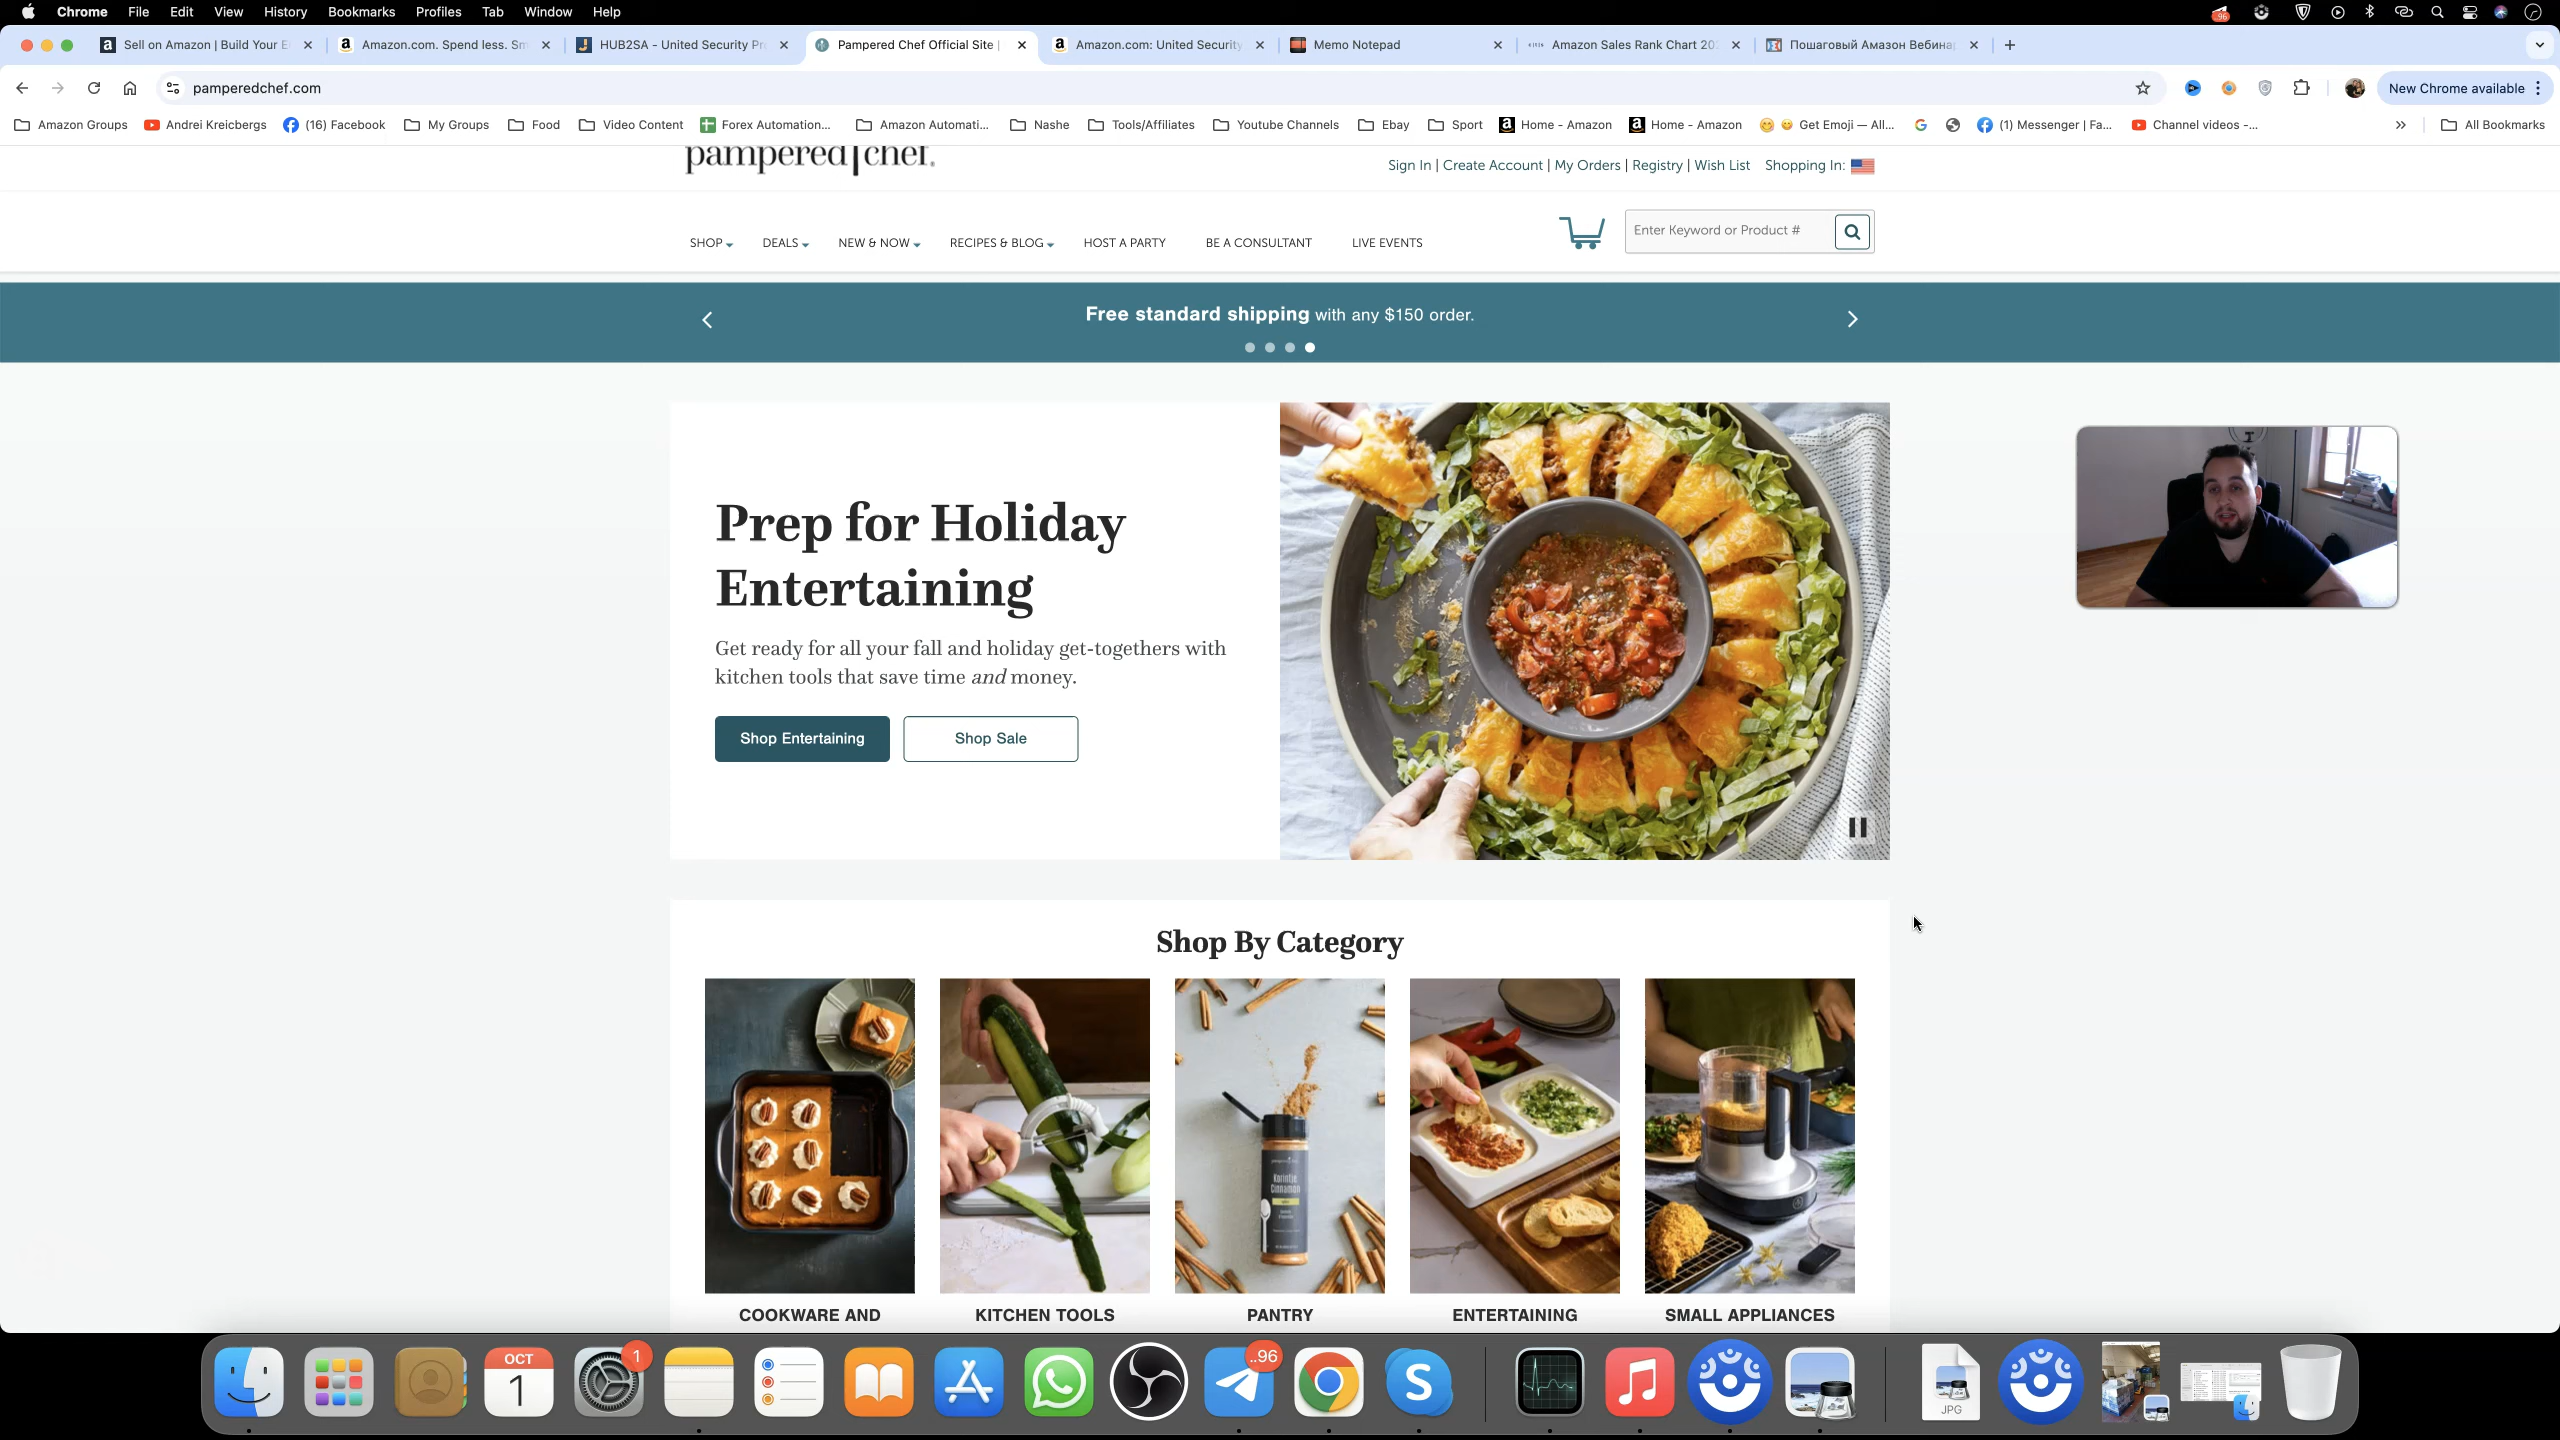 Chrome File Edit View History Bookmarks Profiles Tab Window Help
96
Sell on Amazon | Build Your E
Amazon.com. Spend less. Sm
HUB2SA - United Security Pr
Pampered Chef Official Site |
Amazon.com: United Security
Memo Notepad
Amazon Sales Rank Chart 20
Пошаговый Амазон Вебина
pamperedchef.com
New Chrome available
Amazon Groups
Andrei Kreicbergs
(16) Facebook
My Groups
Food
Video Content
Forex Automation...
Amazon Automati...
Nashe
Tools/Affiliates
Youtube Channels
Ebay
Sport
Home - Amazon
Home - Amazon
Get Emoji — All...
(1) Messenger | Fa...
Channel videos -...
All Bookmarks
pampered chef.
Sign In | Create Account | My Orders | Registry | Wish List Shopping In:
SHOP DEALS NEW & NOW RECIPES & BLOG HOST A PARTY BE A CONSULTANT LIVE EVENTS
Enter Keyword or Product #
Free standard shipping with any $150 order.
Prep for Holiday
Entertaining
Get ready for all your fall and holiday get-togethers with
kitchen tools that save time and money.
Shop Entertaining
Shop Sale
Shop By Category
pampered chef
Korintje
Cinnamon
COOKWARE AND
KITCHEN TOOLS
PANTRY
ENTERTAINING
SMALL APPLIANCES
OCT
1
1
..96
JPG